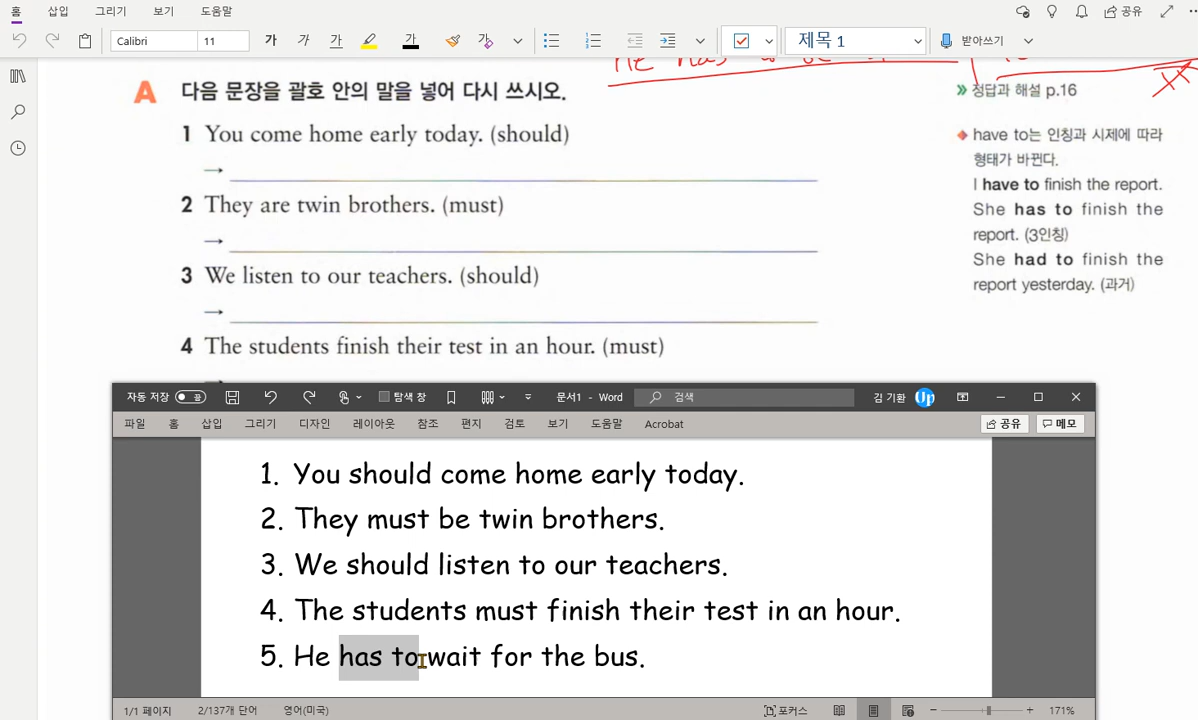 홈 삽입 그리기 보기 도움말 공유
Calibri 11 가 가 가 가 가 가 제목 1 받아쓰기
He has
A 다음 문장을 괄호 안의 말을 넣어 다시 쓰시오.
1 You come home early today. (should)
→
2 They are twin brothers. (must)
→
3 We listen to our teachers. (should)
→
4 The students finish their test in an hour. (must)
→
» 정답과 해설 p.16
◆ have to는 인칭과 시제에 따라
형태가 바뀐다.
I have to finish the report.
She has to finish the
report. (3인칭)
She had to finish the
report yesterday. (과거)
자동 저장 끔 탐색 창 문서1 - Word 검색 김 기환 Up
파일 홈 삽입 그리기 디자인 레이아웃 참조 편지 검토 보기 도움말 Acrobat 공유 메모
1. You should come home early today.
2. They must be twin brothers.
3. We should listen to our teachers.
4. The students must finish their test in an hour.
5. He has to wait for the bus.
1/1 페이지 2/137개 단어 영어(미국) 포커스 171%